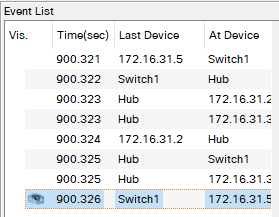 Event List
Vis. Time(sec) Last Device At Device
900.321 172.16.31.5 Switch1
900.322 Switch1 Hub
900.323 Hub 172.16.31.2
900.323 Hub 172.16.31.3
900.324 172.16.31.2 Hub
900.325 Hub Switch1
900.325 Hub 172.16.31.3
900.326 Switch1 172.16.31.5